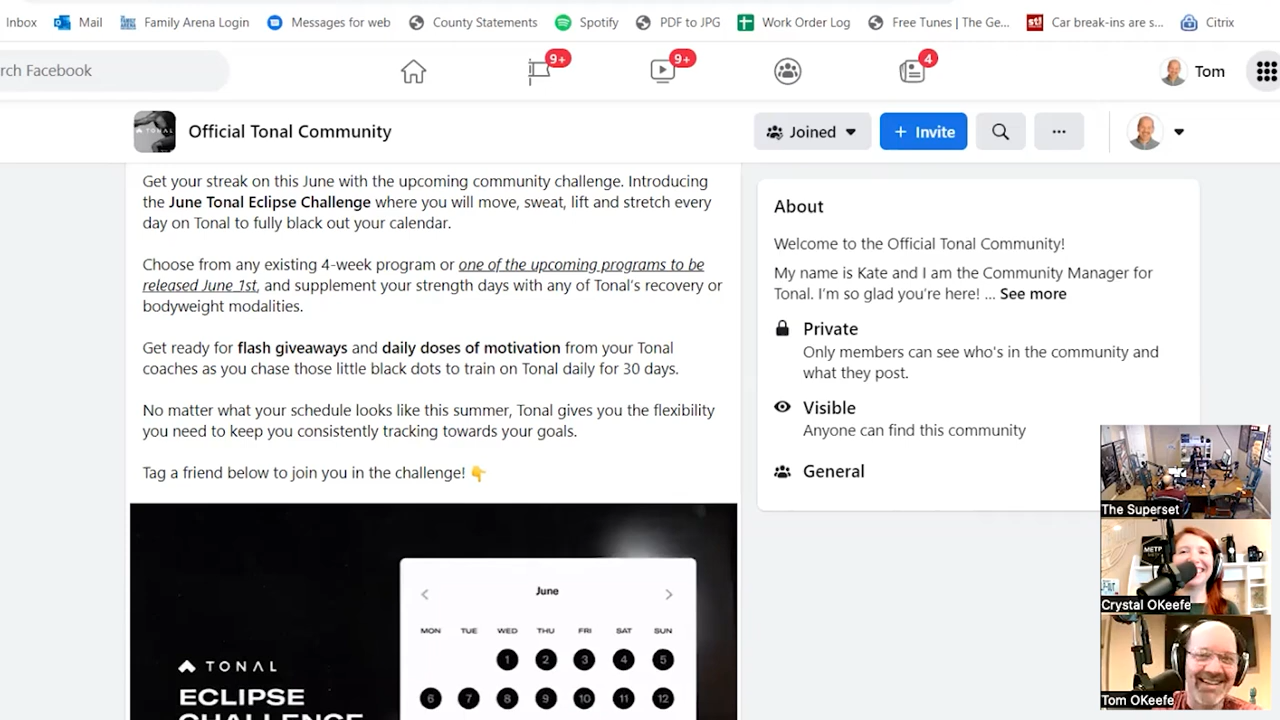 Inbox Mail Family Arena Login Messages for web County Statements Spotify PDF to JPG Work Order Log Free Tunes | The Ge... Car break-ins are s... Citrix
rch Facebook 9+ 9+ 4 Tom
Official Tonal Community Joined + Invite ...
Get your streak on this June with the upcoming community challenge. Introducing
the June Tonal Eclipse Challenge where you will move, sweat, lift and stretch every
day on Tonal to fully black out your calendar.
Choose from any existing 4-week program or one of the upcoming programs to be
released June 1st, and supplement your strength days with any of Tonal's recovery or
bodyweight modalities.
Get ready for flash giveaways and daily doses of motivation from your Tonal
coaches as you chase those little black dots to train on Tonal daily for 30 days.
No matter what your schedule looks like this summer, Tonal gives you the flexibility
you need to keep you consistently tracking towards your goals.
Tag a friend below to join you in the challenge! 👇
TONAL
ECLIPSE
CHALLENGE
< June >
MON TUE WED THU FRI SAT SUN
1 2 3 4 5
6 7 8 9 10 11 12
About
Welcome to the Official Tonal Community!
My name is Kate and I am the Community Manager for
Tonal. I'm so glad you're here! ... See more
Private
Only members can see who's in the community and
what they post.
Visible
Anyone can find this community
General
The Superset
METP
Crystal OKeefe
Tom OKeefe